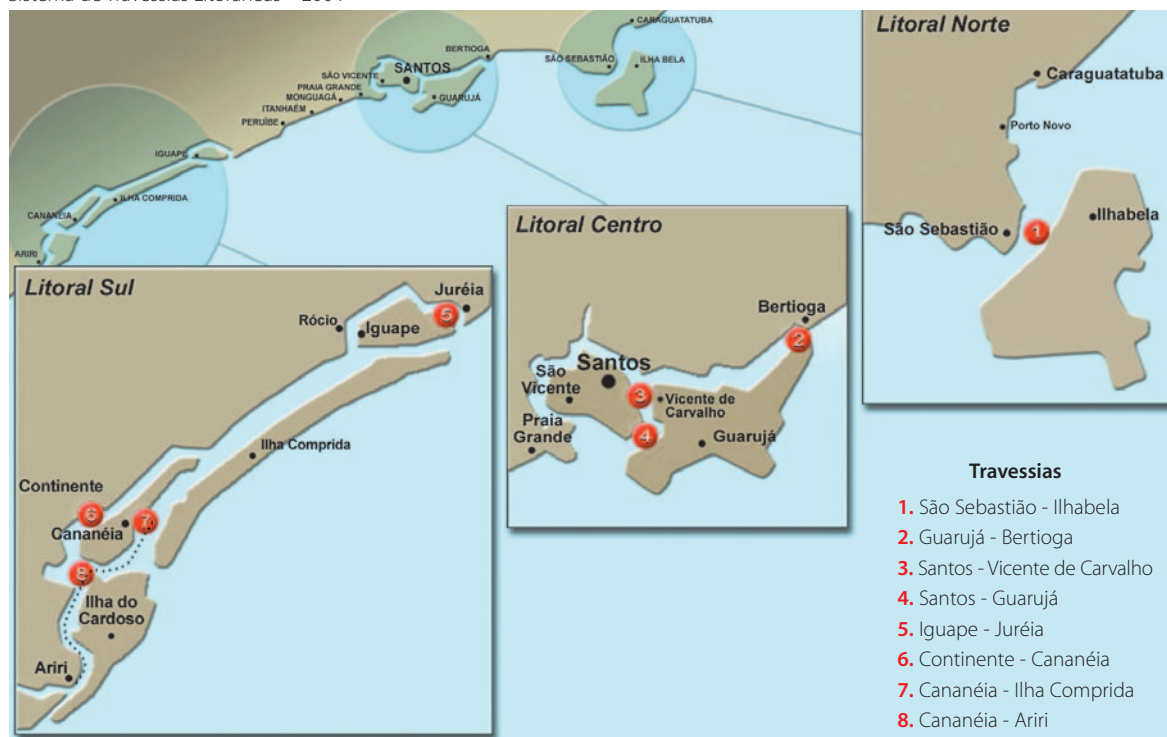 CARAGUATATUBA
BERTIOGA
SÃO SEBASTIÃO
ILHA BELA
SÃO VICENTE
SANTOS
PRAIA GRANDE
MONGUAGÁ
GUARUJÁ
ITANHAÉM
PERUÍBE
IGUAPE
ILHA COMPRIDA
CANANÉIA
ARIRI
Litoral Norte
Caraguatatuba
Porto Novo
São Sebastião
1
Ilhabela
Litoral Centro
Bertioga
2
Santos
São
Vicente
3
Vicente de
Carvalho
Praia
Grande
4
Guarujá
Litoral Sul
Juréia
5
Rócio
Iguape
Ilha Comprida
Continente
6
Cananéia
7
8
Ilha do
Cardoso
Ariri
Travessias
1. São Sebastião - Ilhabela
2. Guarujá - Bertioga
3. Santos - Vicente de Carvalho
4. Santos - Guarujá
5. Iguape - Juréia
6. Continente - Cananéia
7. Cananéia - Ilha Comprida
8. Cananéia - Ariri